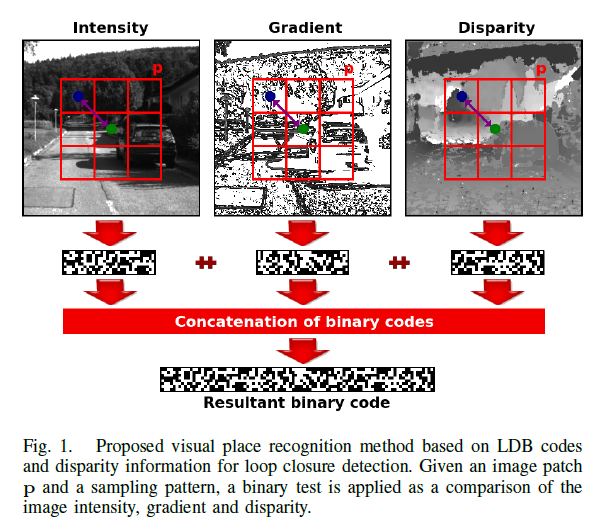 Intensity Gradient Disparity
p p p
++ ++
Concatenation of binary codes
Resultant binary code
Fig. 1. Proposed visual place recognition method based on LDB codes
and disparity information for loop closure detection. Given an image patch
p and a sampling pattern, a binary test is applied as a comparison of the
image intensity, gradient and disparity.